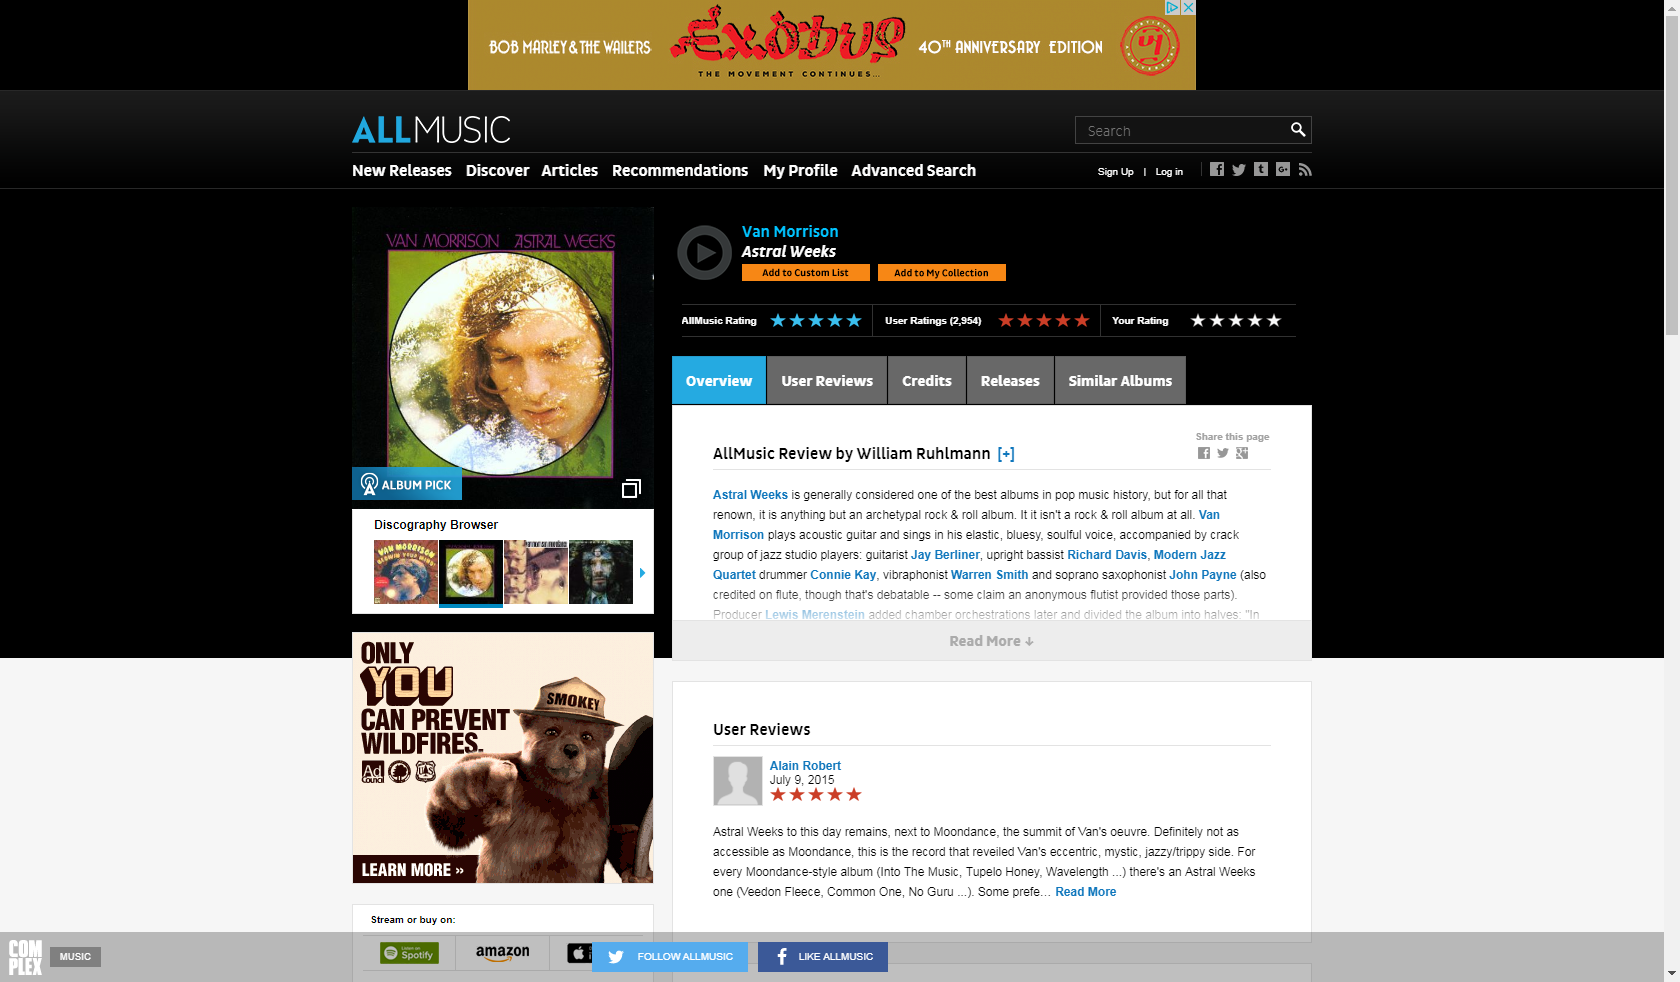 BOB MARLEY & THE WAILERS
Exodus
THE MOVEMENT CONTINUES...
40TH ANNIVERSARY EDITION
ALLMUSIC
Search
New Releases Discover Articles Recommendations My Profile Advanced Search
Sign Up | Log in
VAN MORRISON ASTRAL WEEKS
ALBUM PICK
Van Morrison
Astral Weeks
Add to Custom List Add to My Collection
AllMusic Rating User Ratings (2,954) Your Rating
Overview User Reviews Credits Releases Similar Albums
Share this page
AllMusic Review by William Ruhlmann [+]
Astral Weeks is generally considered one of the best albums in pop music history, but for all that
renown, it is anything but an archetypal rock & roll album. It it isn't a rock & roll album at all. Van
Morrison plays acoustic guitar and sings in his elastic, bluesy, soulful voice, accompanied by crack
group of jazz studio players: guitarist Jay Berliner, upright bassist Richard Davis, Modern Jazz
Quartet drummer Connie Kay, vibraphonist Warren Smith and soprano saxophonist John Payne (also
credited on flute, though that's debatable -- some claim an anonymous flutist provided those parts).
Producer Lewis Merenstein added chamber orchestrations later and divided the album into halves: "In
Read More ↓
Discography Browser
VAN MORRISON
ONLY
YOU
CAN PREVENT
WILDFIRES.
SMOKEY
Ad
Council
LEARN MORE »
User Reviews
Alain Robert
July 9, 2015
Astral Weeks to this day remains, next to Moondance, the summit of Van's oeuvre. Definitely not as
accessible as Moondance, this is the record that reveiled Van's eccentric, mystic, jazzy/trippy side. For
every Moondance-style album (Into The Music, Tupelo Honey, Wavelength ...) there's an Astral Weeks
one (Veedon Fleece, Common One, No Guru ...). Some prefe... Read More
Stream or buy on:
Listen on
Spotify
amazon
COMPLEX
MUSIC
FOLLOW ALLMUSIC
LIKE ALLMUSIC